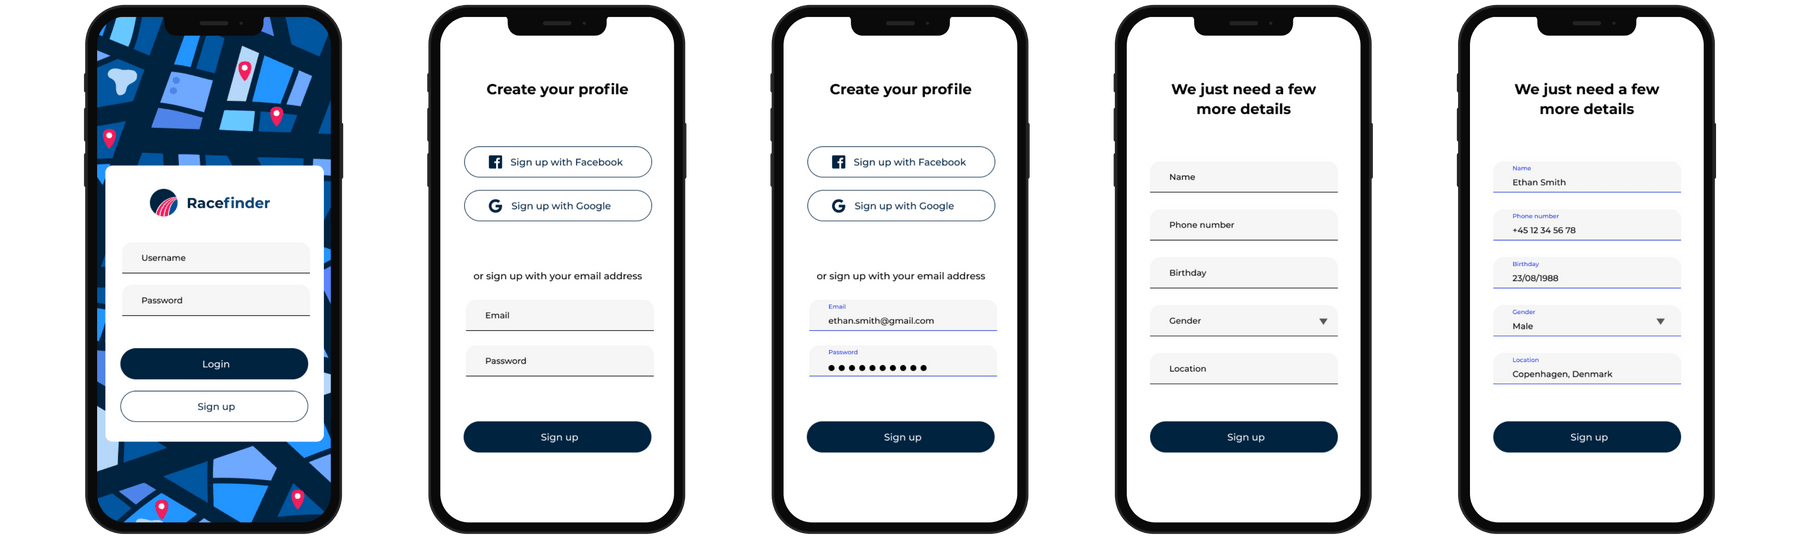 Racefinder
Username
Password
Login
Sign up
Create your profile
Sign up with Facebook
Sign up with Google
or sign up with your email address
Email
Password
Sign up
Create your profile
Sign up with Facebook
Sign up with Google
or sign up with your email address
Email
ethan.smith@gmail.com
Password
Sign up
We just need a few
more details
Name
Phone number
Birthday
Gender
Location
Sign up
We just need a few
more details
Name
Ethan Smith
Phone number
+45 12 34 56 78
Birthday
23/08/1988
Gender
Male
Location
Copenhagen, Denmark
Sign up